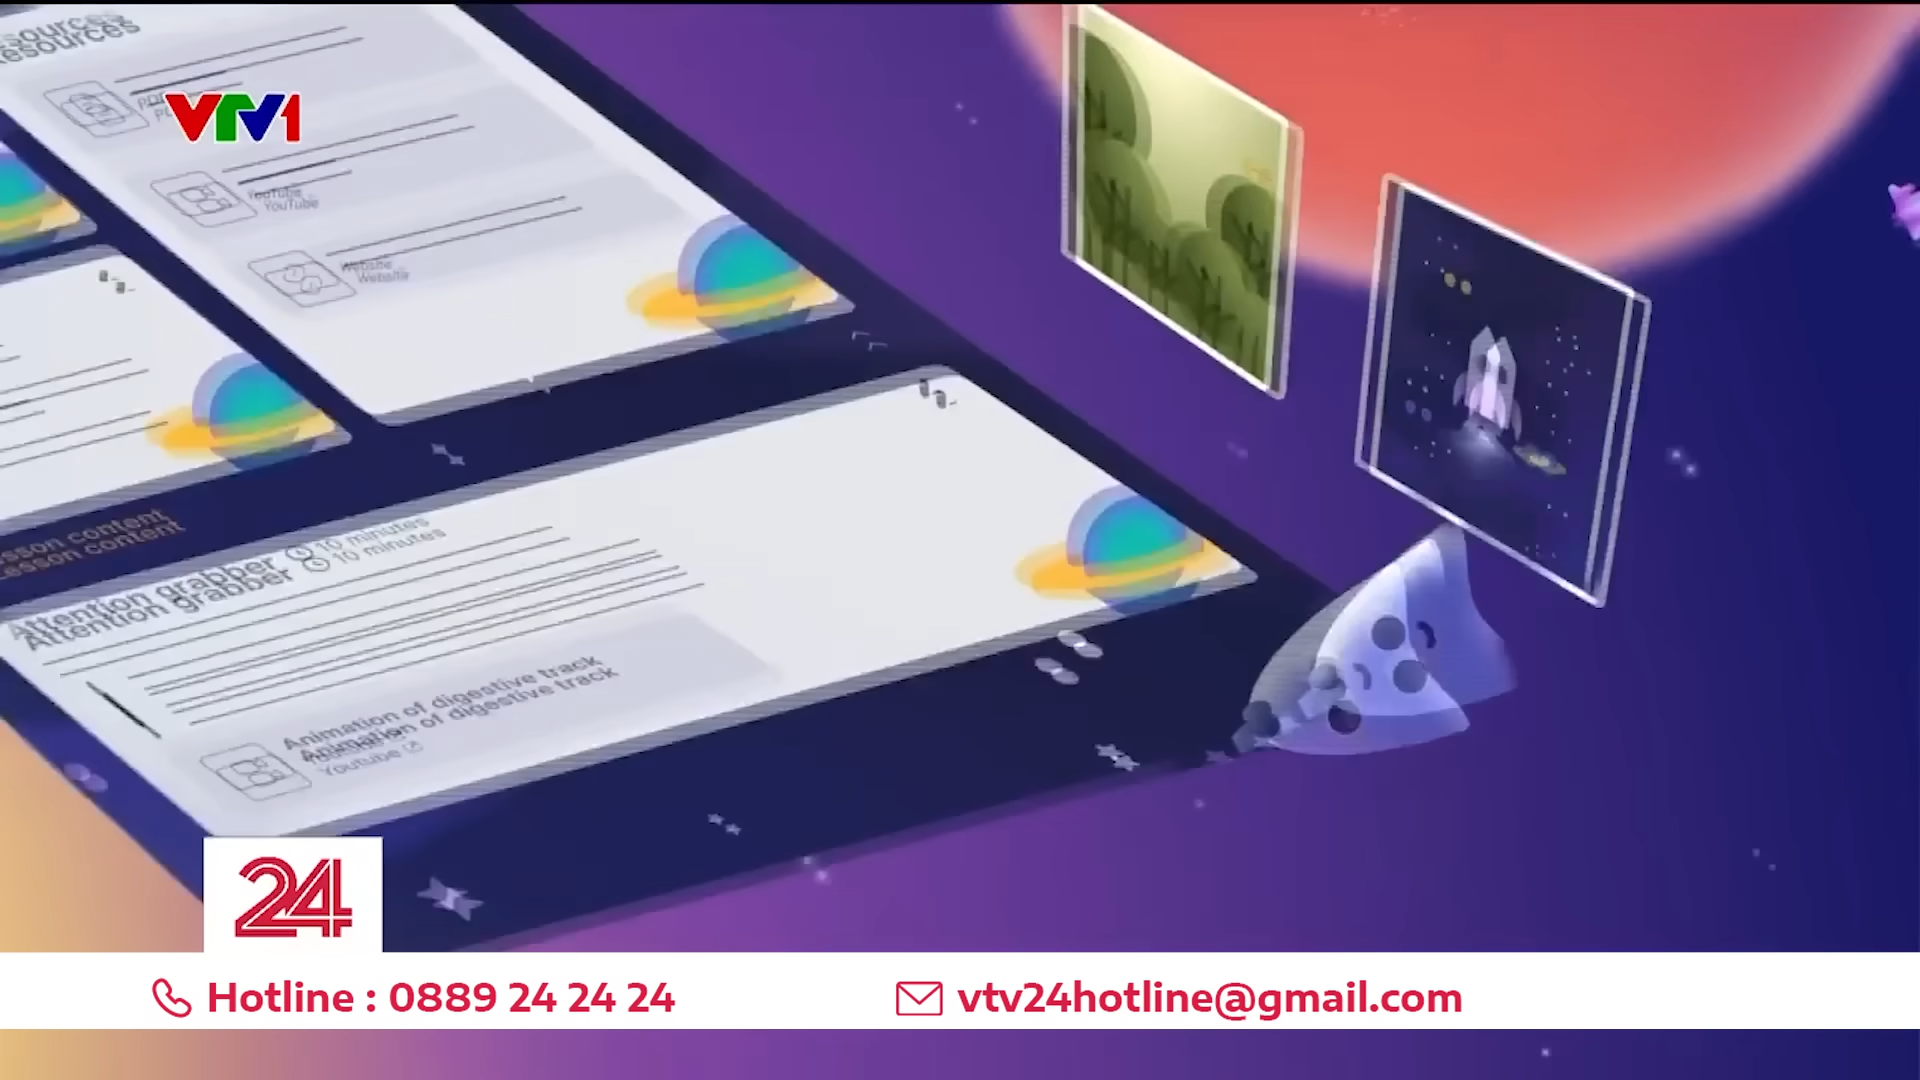 Resources
VTV1
YouTube
Website
Lesson content
Attention grabber 10 minutes
Animation of digestive track
Youtube
24
Hotline : 0889 24 24 24
vtv24hotline@gmail.com